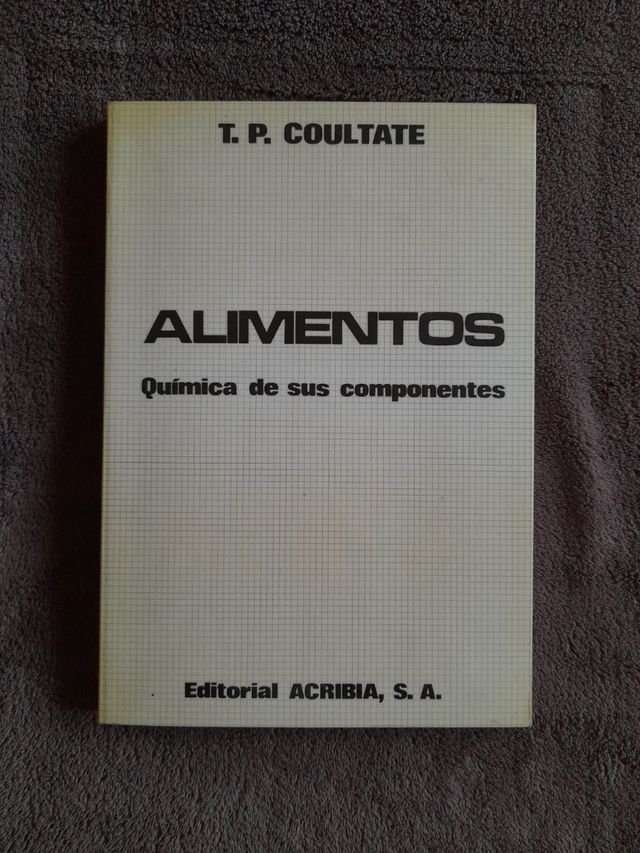 T. P. COULTATE
ALIMENTOS
Química de sus componentes
Editorial ACRIBIA, S. A.